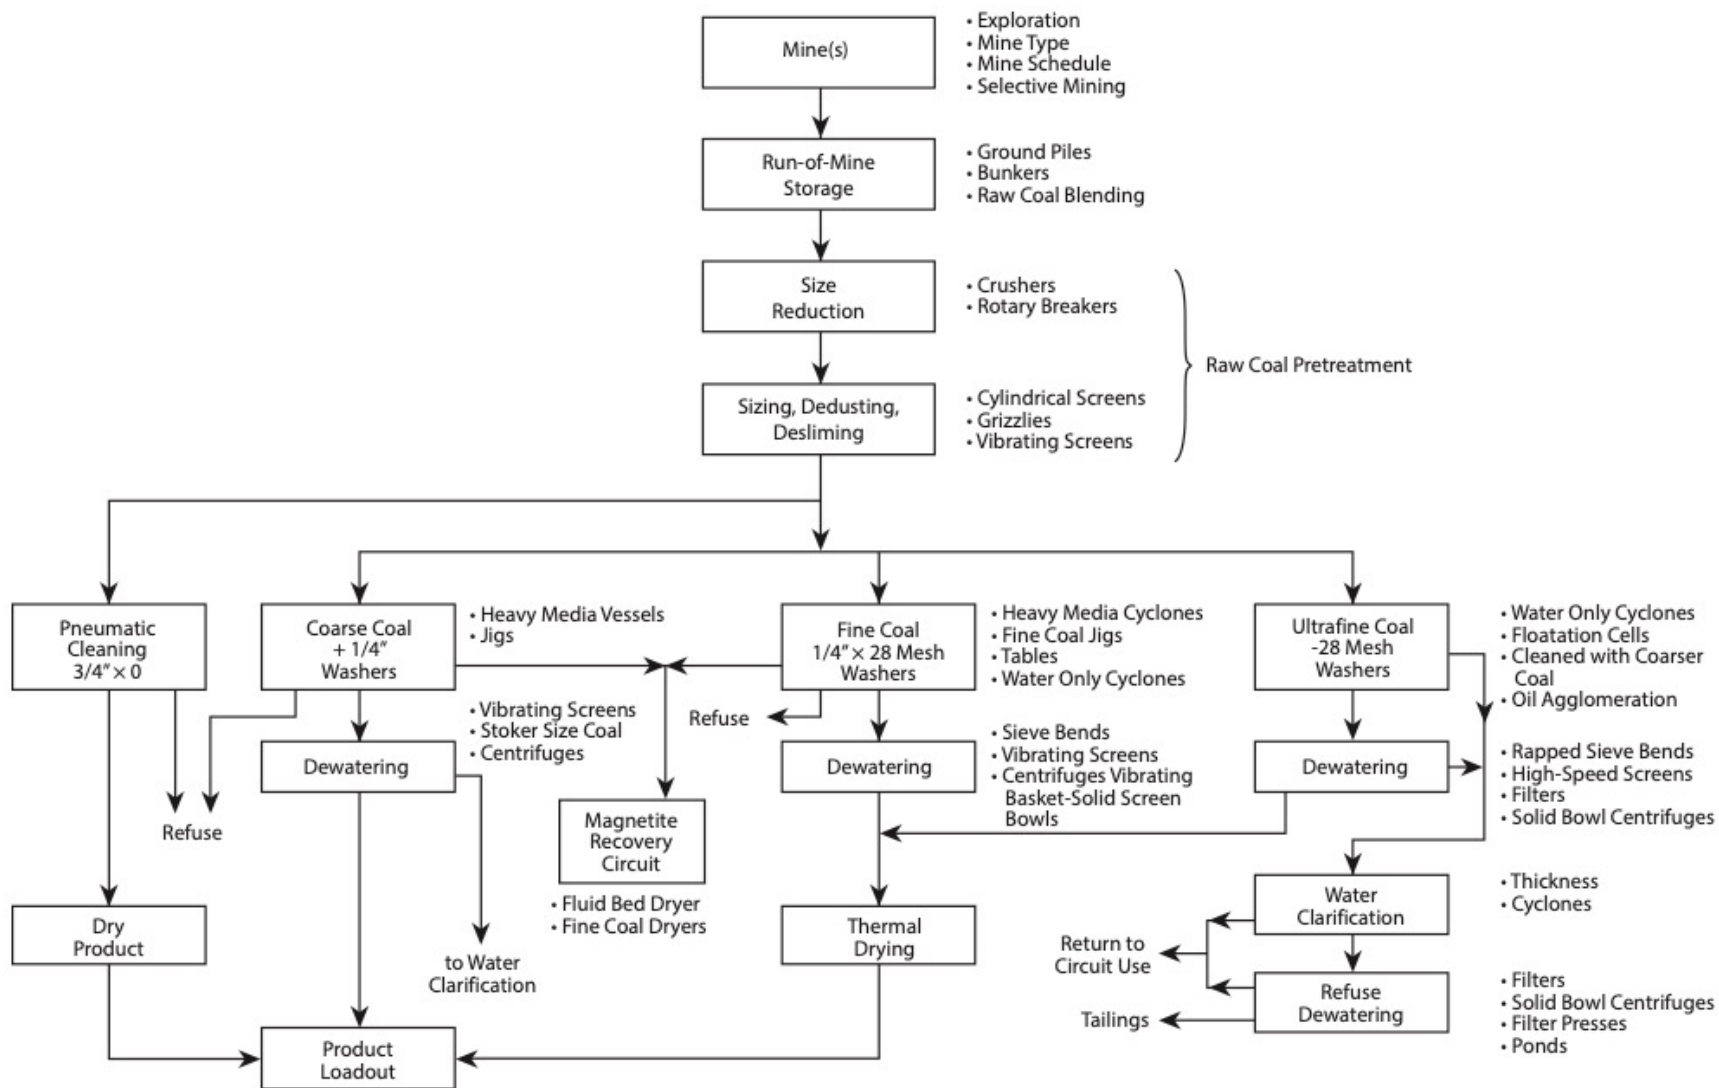 Mine(s)
• Exploration
• Mine Type
• Mine Schedule
• Selective Mining
Run-of-Mine
Storage
• Ground Piles
• Bunkers
• Raw Coal Blending
Size
Reduction
• Crushers
• Rotary Breakers
Raw Coal Pretreatment
Sizing, Dedusting,
Desliming
• Cylindrical Screens
• Grizzlies
• Vibrating Screens
Pneumatic
Cleaning
3/4″ × 0
Coarse Coal
+ 1/4″
Washers
• Heavy Media Vessels
• Jigs
Fine Coal
1/4″ × 28 Mesh
Washers
• Heavy Media Cyclones
• Fine Coal Jigs
• Tables
• Water Only Cyclones
Ultrafine Coal
-28 Mesh
Washers
• Water Only Cyclones
• Floatation Cells
• Cleaned with Coarser
Coal
• Oil Agglomeration
Refuse
Dewatering
• Vibrating Screens
• Stoker Size Coal
• Centrifuges
Refuse
Dewatering
• Sieve Bends
• Vibrating Screens
• Centrifuges Vibrating
Basket-Solid Screen
Bowls
Dewatering
• Rapped Sieve Bends
• High-Speed Screens
• Filters
• Solid Bowl Centrifuges
Magnetite
Recovery
Circuit
• Fluid Bed Dryer
• Fine Coal Dryers
Dry
Product
to Water
Clarification
Thermal
Drying
Water
Clarification
• Thickness
• Cyclones
Return to
Circuit Use
Refuse
Dewatering
• Filters
• Solid Bowl Centrifuges
• Filter Presses
• Ponds
Tailings
Product
Loadout